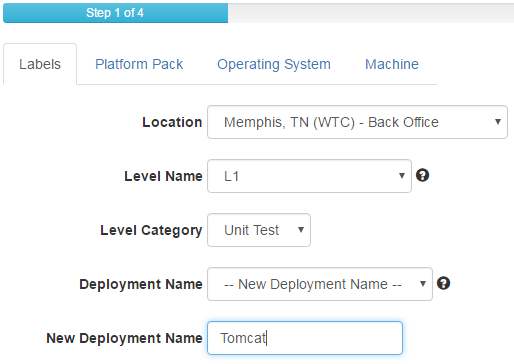 Step 1 of 4
Labels Platform Pack Operating System Machine
Location Memphis, TN (WTC) - Back Office
Level Name L1
Level Category Unit Test
Deployment Name -- New Deployment Name --
New Deployment Name Tomcat